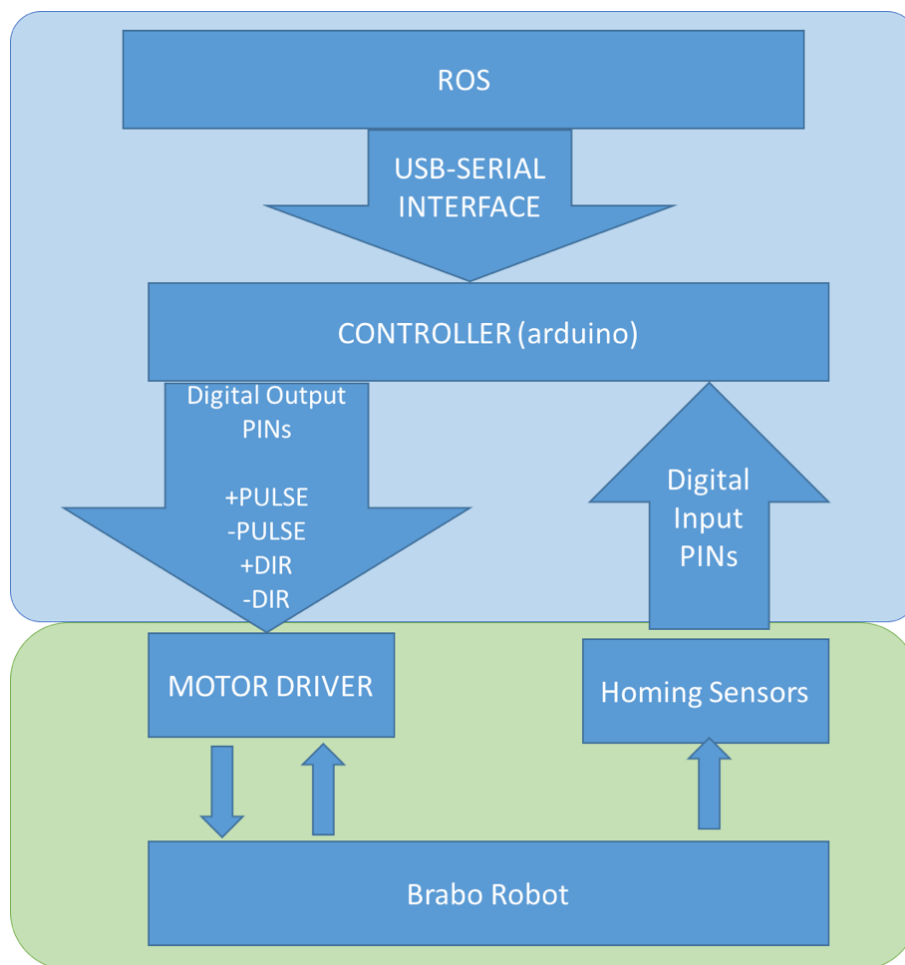 ROS
USB-SERIAL
INTERFACE
CONTROLLER (arduino)
Digital Output
PINs
+PULSE
-PULSE
+DIR
-DIR
Digital
Input
PINs
MOTOR DRIVER
Homing Sensors
Brabo Robot